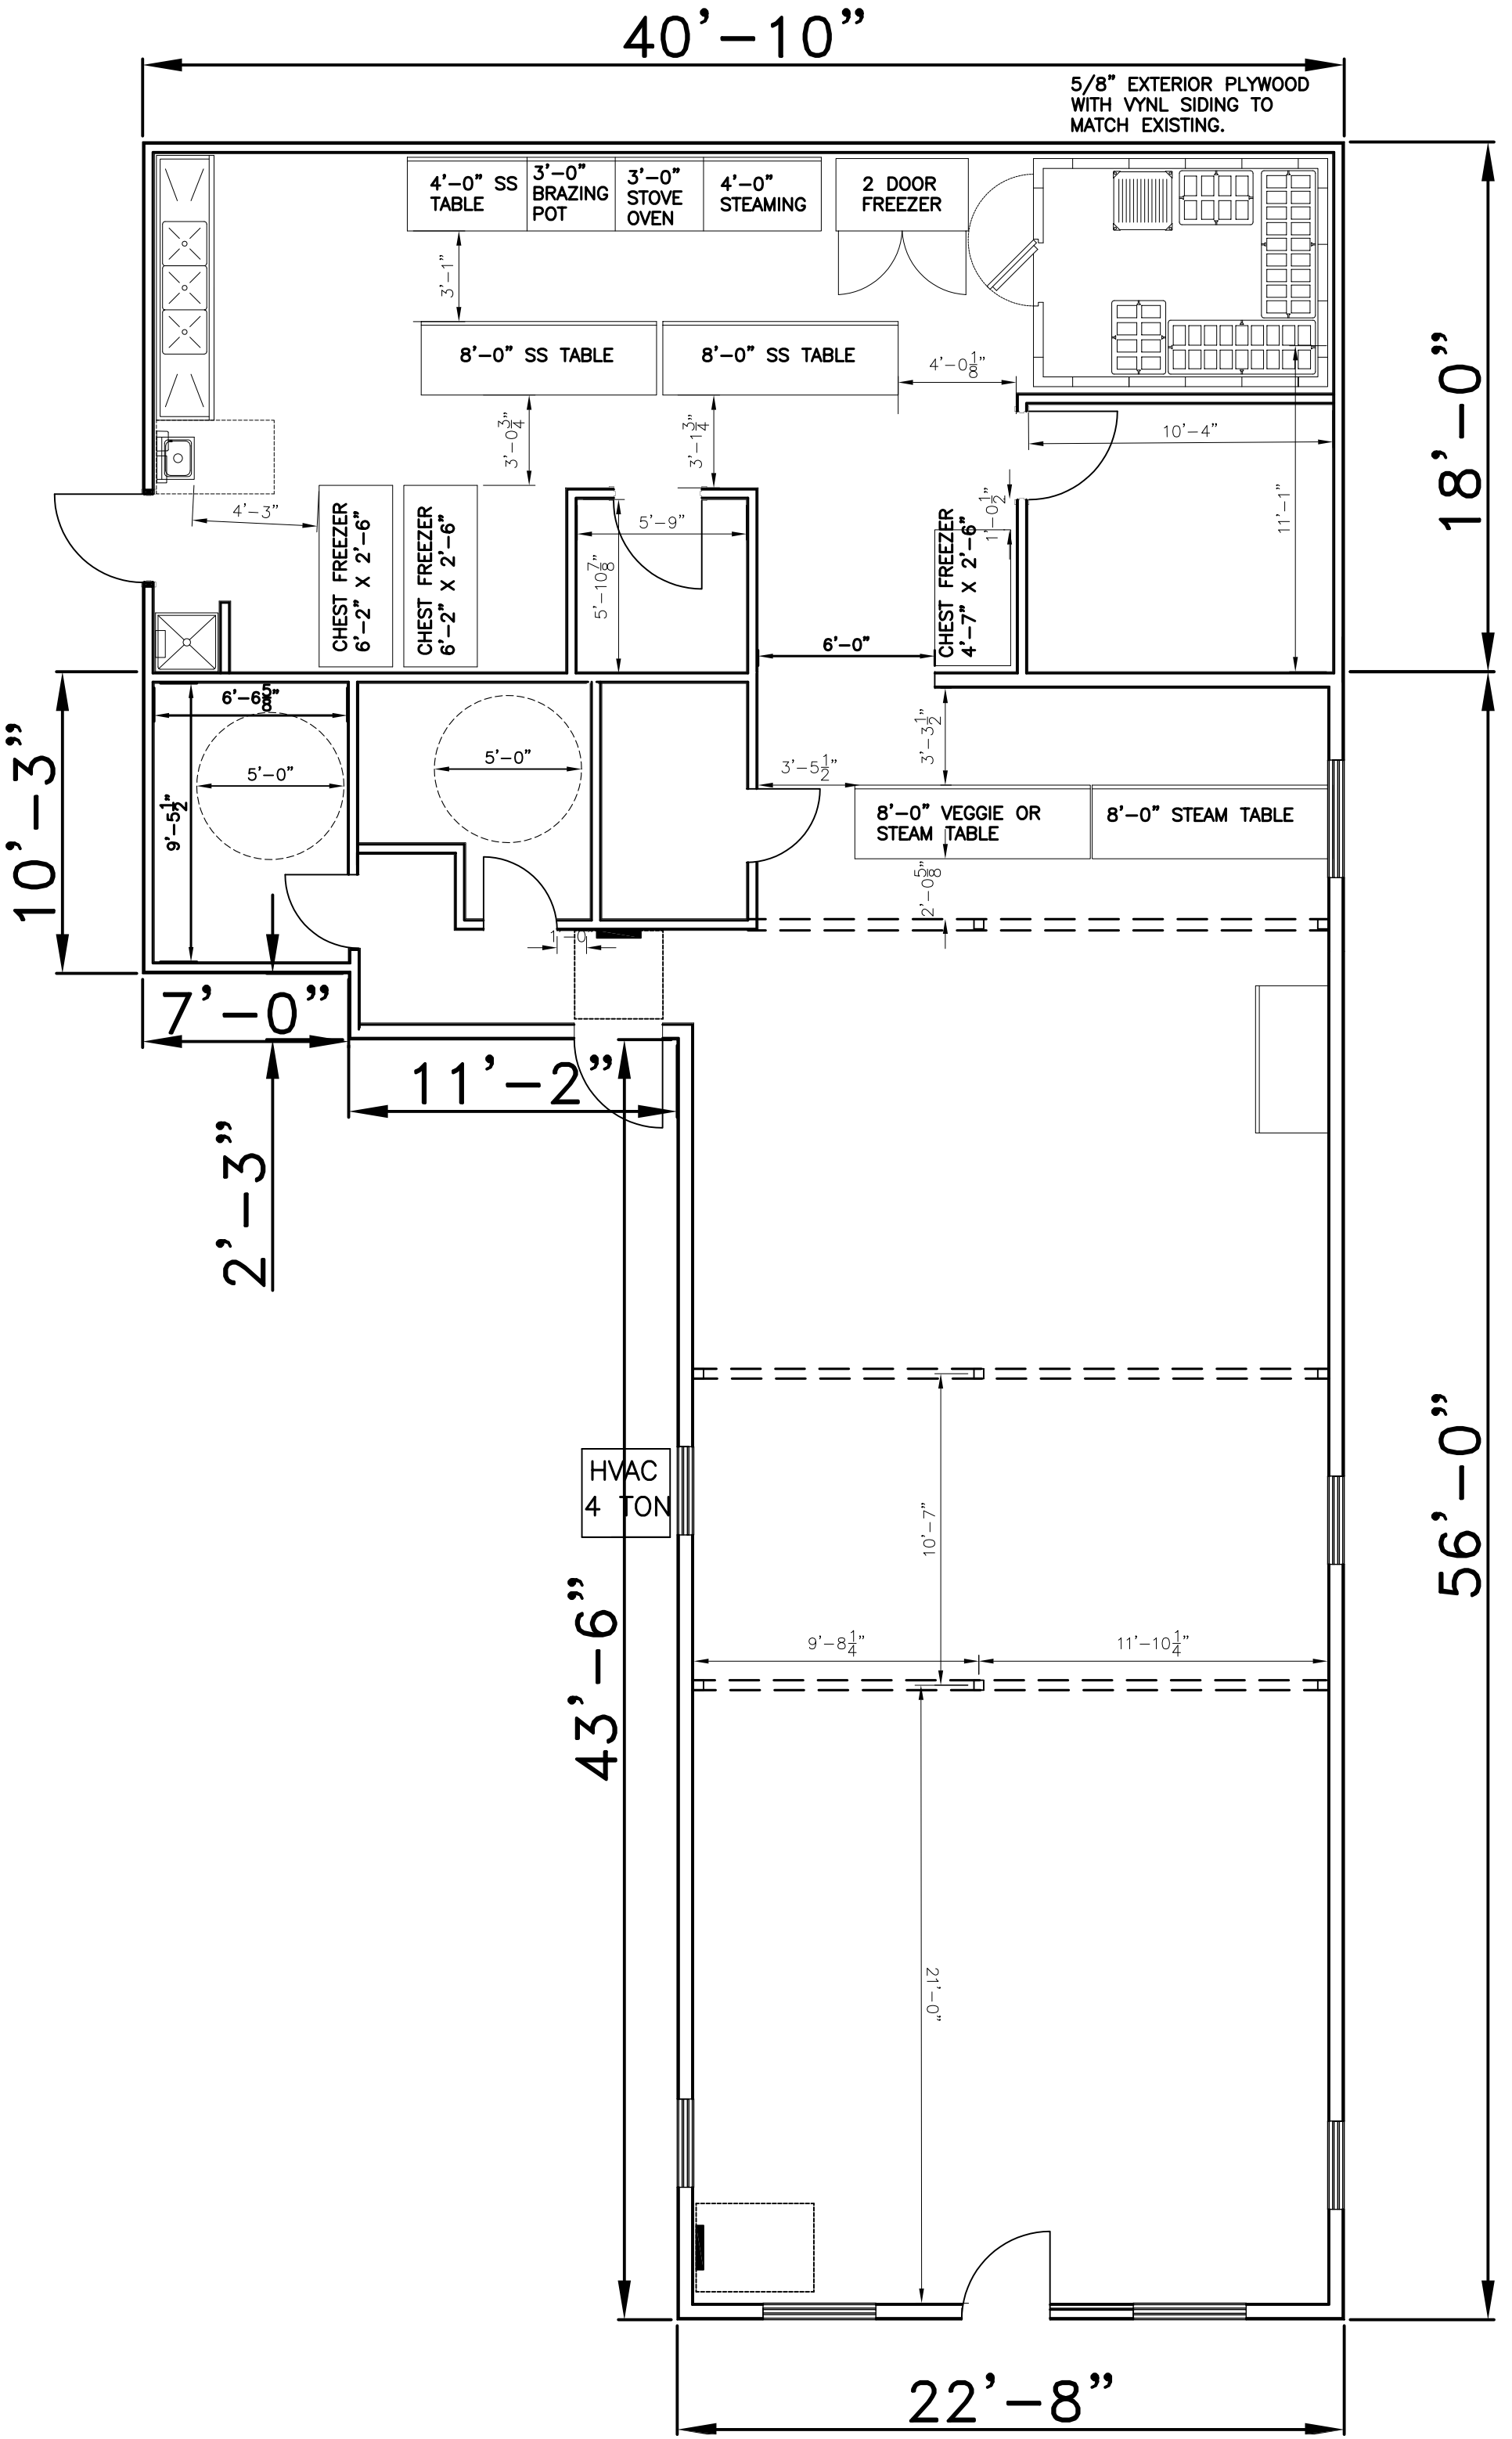 40'-10"
5/8" EXTERIOR PLYWOOD
WITH VYNL SIDING TO
MATCH EXISTING.
4'-0" SS
TABLE
3'-0"
BRAZING
POT
3'-0"
STOVE
OVEN
4'-0"
STEAMING
2 DOOR
FREEZER
3'-1"
8'-0" SS TABLE
8'-0" SS TABLE
4'-0 1/8"
18'-0"
3'-0 3/4"
3'-1 3/4"
10'-4"
11'-1"
4'-3"
CHEST FREEZER
6'-2" X 2'-6"
CHEST FREEZER
6'-2" X 2'-6"
5'-9"
5'-10 7/8"
CHEST FREEZER
4'-7" X 2'-6"
1'-0 1/2"
6'-0"
6'-6 5/8"
10'-3"
9'-5 1/2"
5'-0"
5'-0"
3'-3 1/2"
3'-5 1/2"
8'-0" VEGGIE OR
STEAM TABLE
8'-0" STEAM TABLE
2'-0 5/8"
1'-0"
7'-0"
11'-2"
2'-3"
56'-0"
HVAC
4 TON
43'-6"
10'-7"
9'-8 1/4"
11'-10 1/4"
21'-0"
22'-8"